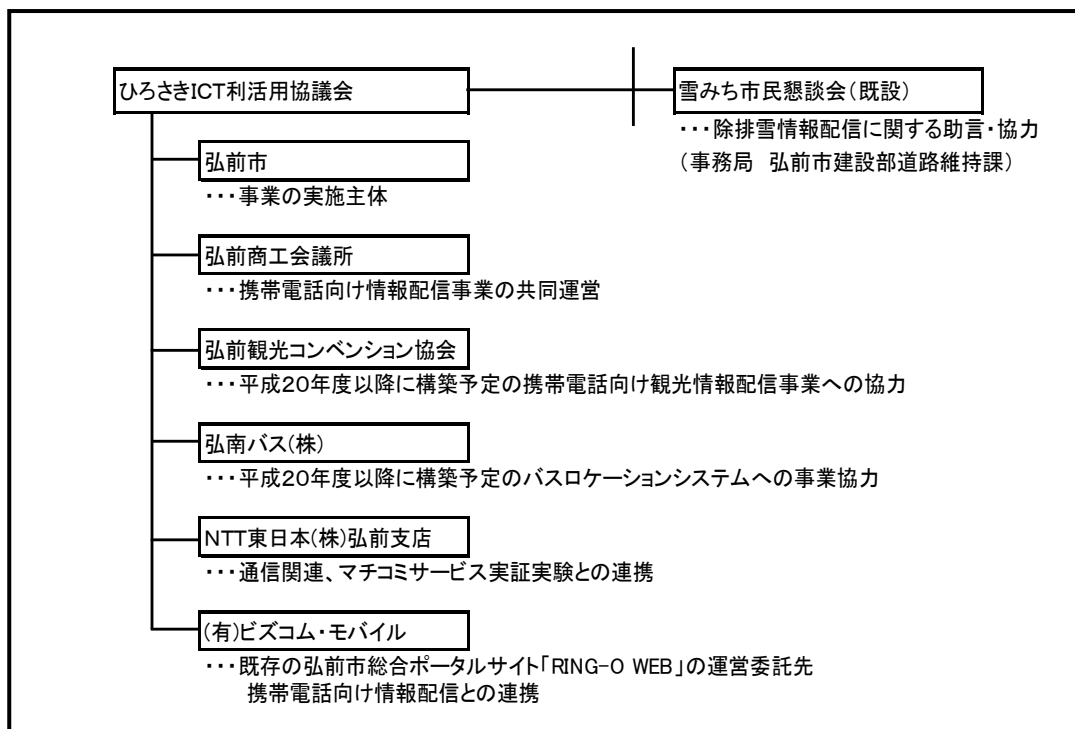 ひろさきICT利活用協議会
雪みち市民懇談会(既設)
・・・除排雪情報配信に関する助言・協力
(事務局　弘前市建設部道路維持課)
弘前市
・・・事業の実施主体
弘前商工会議所
・・・携帯電話向け情報配信事業の共同運営
弘前観光コンベンション協会
・・・平成20年度以降に構築予定の携帯電話向け観光情報配信事業への協力
弘南バス(株)
・・・平成20年度以降に構築予定のバスロケーションシステムへの事業協力
NTT東日本(株)弘前支店
・・・通信関連、マチコミサービス実証実験との連携
(有)ビズコム・モバイル
・・・既存の弘前市総合ポータルサイト「RING-O WEB」の運営委託先
携帯電話向け情報配信との連携